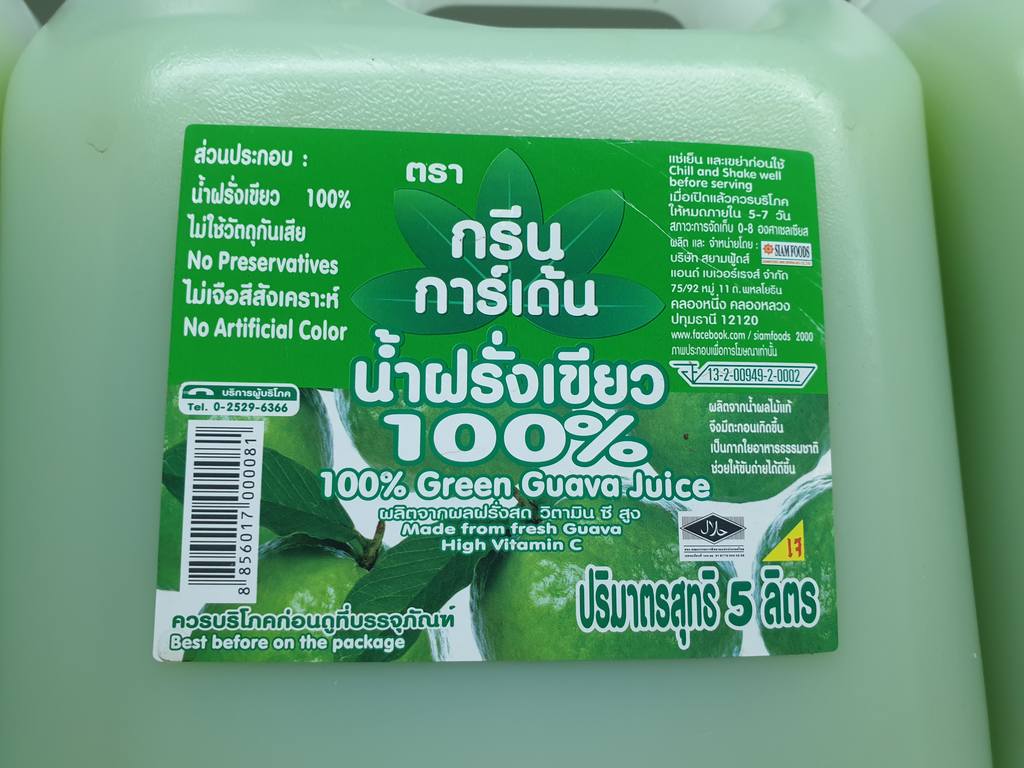 ส่วนประกอบ :
น้ำฝรั่งเขียว 100%
ไม่ใช้วัตถุกันเสีย
No Preservatives
ไม่เจือสีสังเคราะห์
No Artificial Color
ตรา
กรีน
การ์เด้น
น้ำฝรั่งเขียว
100%
100% Green Guava Juice
ผลิตจากผลฝรั่งสด วิตามิน ซี สูง
Made from fresh Guava
High Vitamin C
แช่เย็น และเขย่าก่อนใช้
Chill and Shake well
before serving
เมื่อเปิดแล้วควรบริโภค
ให้หมดภายใน 5-7 วัน
สภาวะการจัดเก็บ 0-8 องศาเซลเซียส
ผลิต และ จำหน่ายโดย : SIAM FOODS
บริษัท สยามฟู้ดส์
แอนด์ เบเวอร์เรจส์ จำกัด
75/92 หมู่ 11 ถ.พหลโยธิน
คลองหนึ่ง คลองหลวง
ปทุมธานี 12120
www.facebook.com / siamfoods 2000
ภาพประกอบเพื่อการโฆษณาเท่านั้น
13-2-00949-2-0002
ผลิตจากน้ำผลไม้แท้
จึงมีตะกอนเกิดขึ้น
เป็นกากใยอาหารธรรมชาติ
ช่วยให้ขับถ่ายได้ดีขึ้น
บริการผู้บริโภค
Tel. 0-2529-6366
8 856017 000081
حلال
เจ
ปริมาตรสุทธิ 5 ลิตร
ควรบริโภคก่อนดูที่บรรจุภัณฑ์
Best before on the package